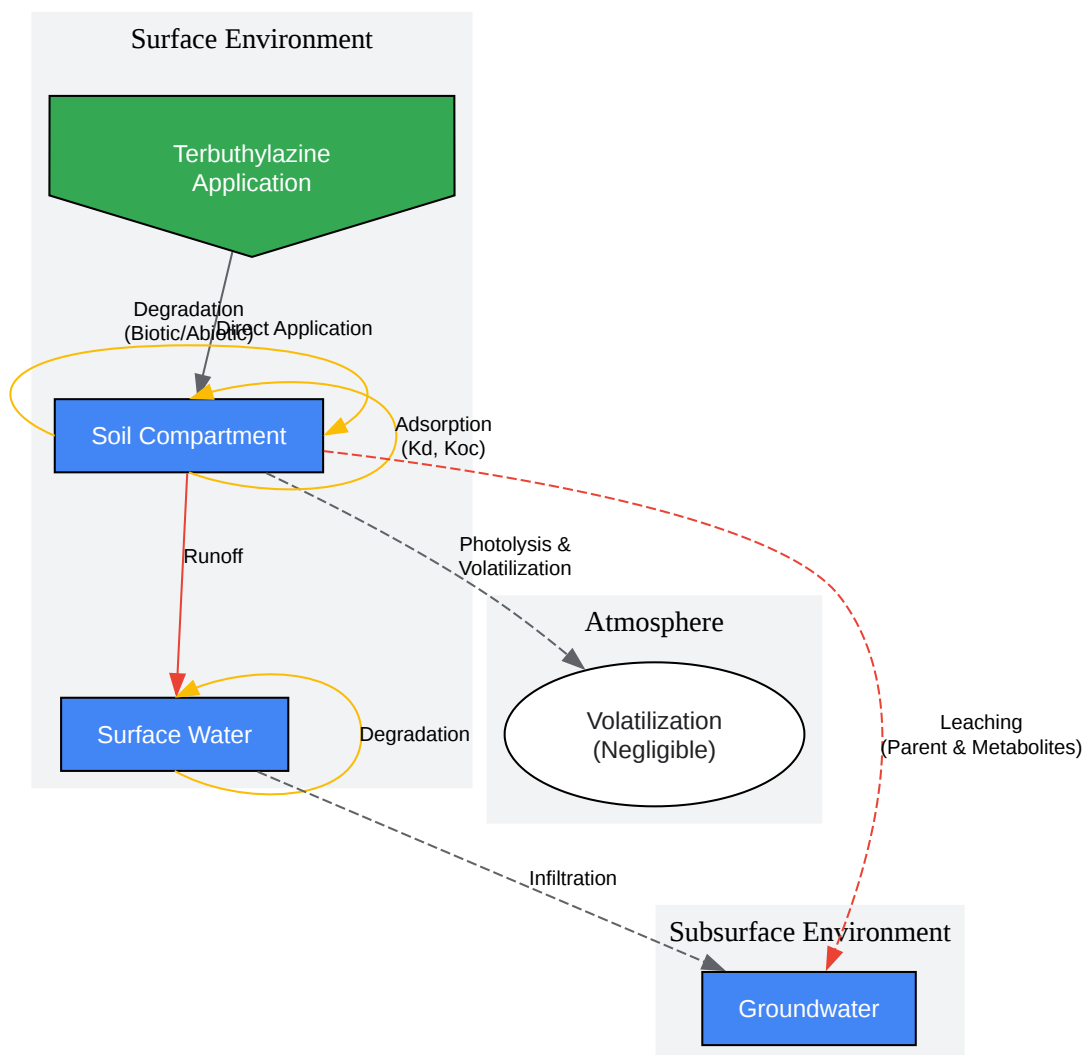 Surface Environment
Terbuthylazine
Application
Degradation
(Biotic/Abiotic)
Direct Application
Soil Compartment
Adsorption
(Kd, Koc)
Runoff
Photolysis &
Volatilization
Atmosphere
Volatilization
(Negligible)
Surface Water
Degradation
Leaching
(Parent & Metabolites)
Infiltration
Subsurface Environment
Groundwater